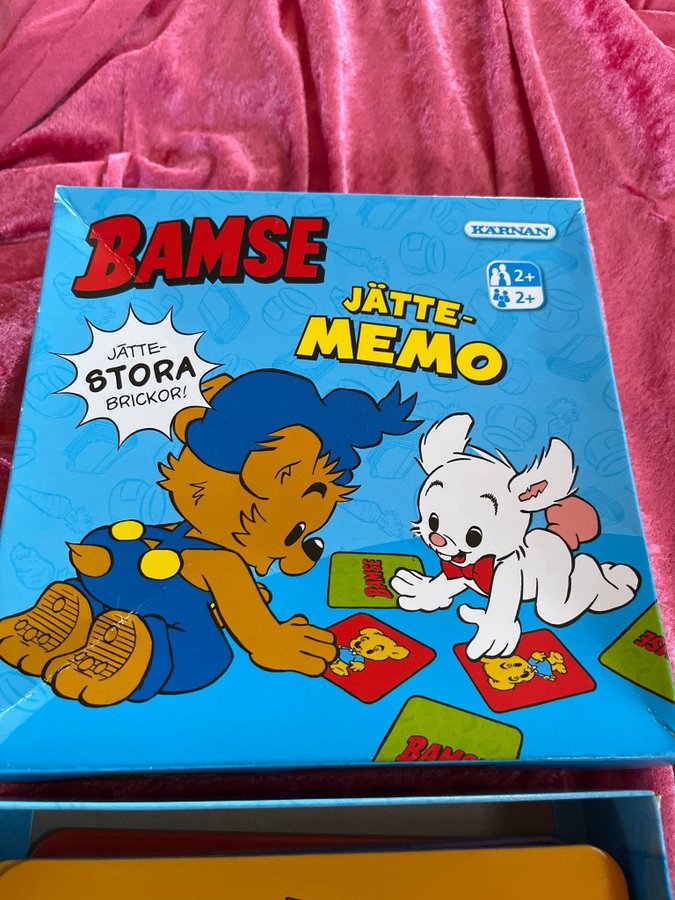 BAMSE
KÄRNAN
2+
2+
JÄTTE-
MEMO
JÄTTE-
STORA
BRICKOR!
BAMSE
BAMSE